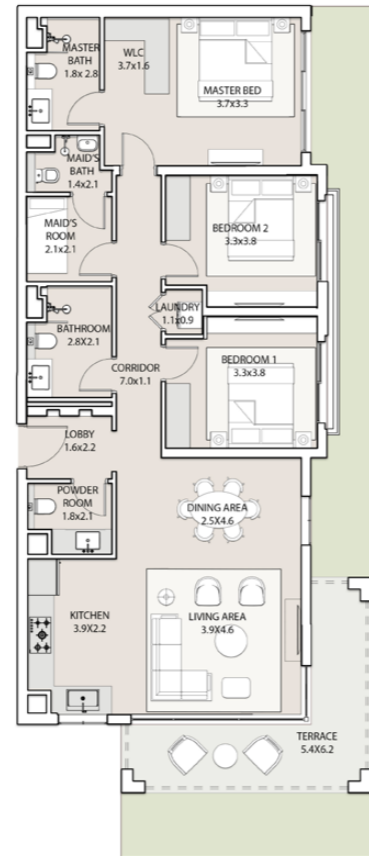 MASTER
BATH
1.8x 2.8
WLC
3.7x1.6
MASTER BED
3.7x3.3
MAID'S
BATH
1.4x2.1
MAID'S
ROOM
2.1x2.1
BEDROOM 2
3.3x3.8
LAUNDRY
1.1x0.9
BATHROOM
2.8X2.1
CORRIDOR
7.0x1.1
BEDROOM 1
3.3x3.8
LOBBY
1.6x2.2
POWDER
ROOM
1.8x2.1
DINING AREA
2.5X4.6
KITCHEN
3.9X2.2
LIVING AREA
3.9X4.6
TERRACE
5.4X6.2